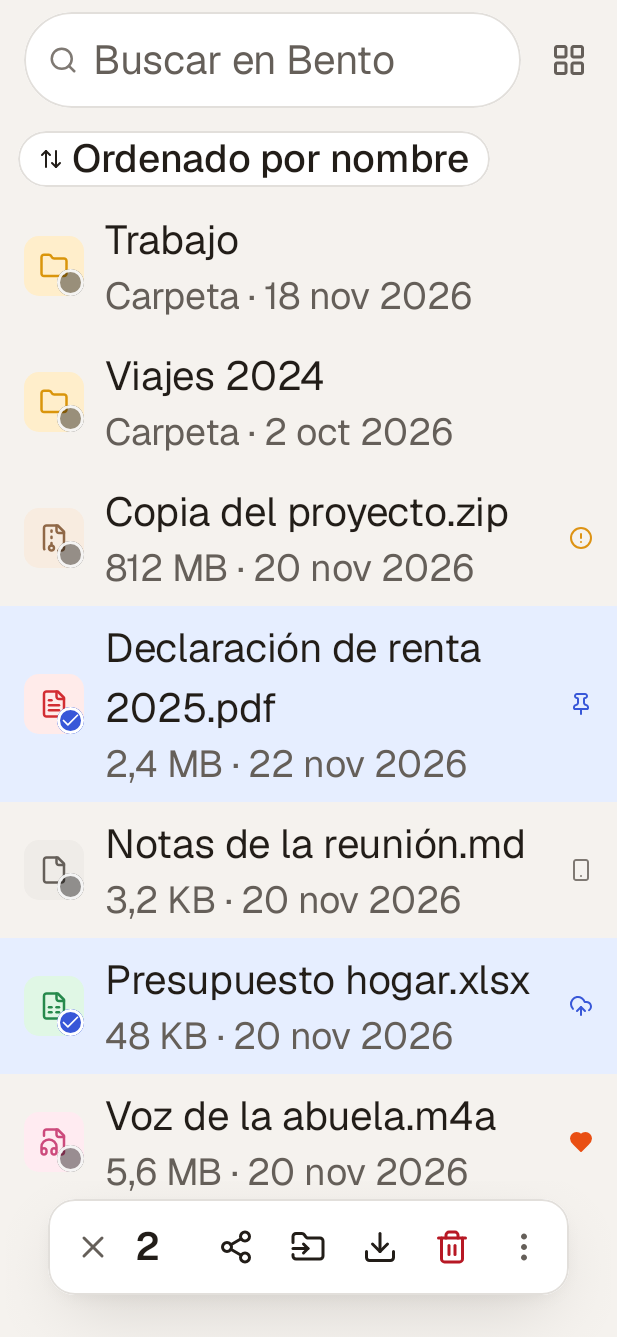 Buscar en Bento
Ordenado por nombre
Trabajo
Carpeta · 18 nov 2026
Viajes 2024
Carpeta · 2 oct 2026
Copia del proyecto.zip
812 MB · 20 nov 2026
Declaración de renta
2025.pdf
2,4 MB · 22 nov 2026
Notas de la reunión.md
3,2 KB · 20 nov 2026
Presupuesto hogar.xlsx
48 KB · 20 nov 2026
Voz de la abuela.m4a
5,6 MB · 20 nov 2026
2